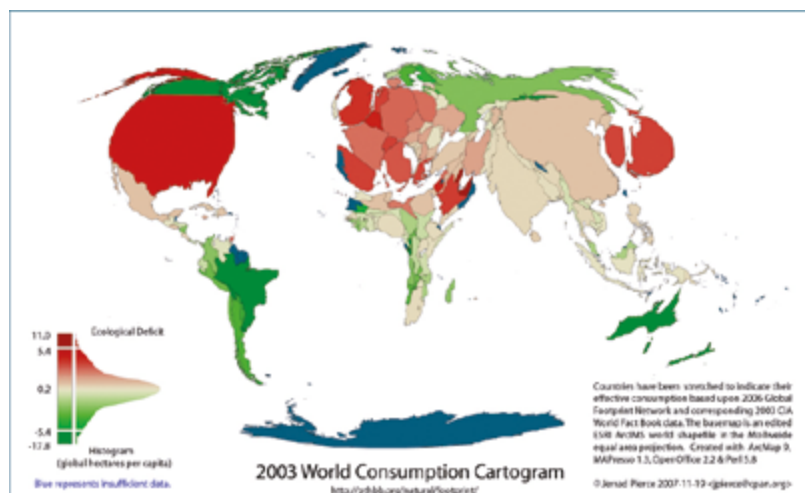 Ecological Deficit
11.0
5.4
0.2
-5.4
-17.8
Histogram
(global hectares per capita)
Blue represents insufficient data.
Countries have been stretched to indicate their
effective consumption based upon 2006 Global
Footprint Network and corresponding 2003 CIA
World Fact Book data. The basemap is an edited
ESRI ArcIMS world shapefile in the Mollweide
equal area projection. Created with ArcMap 9,
MAPresso 1.3, OpenOffice 2.2 & Perl 5.8
2003 World Consumption Cartogram
© Jerrad Pierce 2007-11-19 <jpierce@cpan.org>